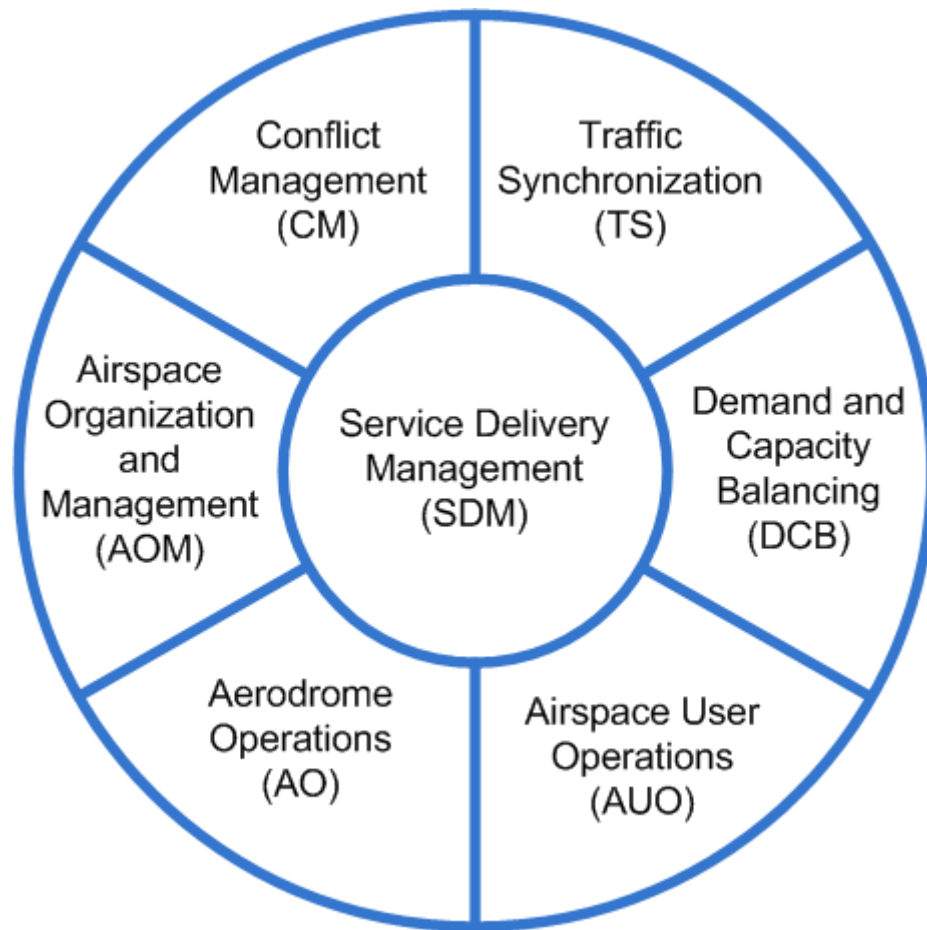 Conflict
Management
(CM)
Traffic
Synchronization
(TS)
Airspace
Organization
and
Management
(AOM)
Service Delivery
Management
(SDM)
Demand and
Capacity
Balancing
(DCB)
Aerodrome
Operations
(AO)
Airspace User
Operations
(AUO)